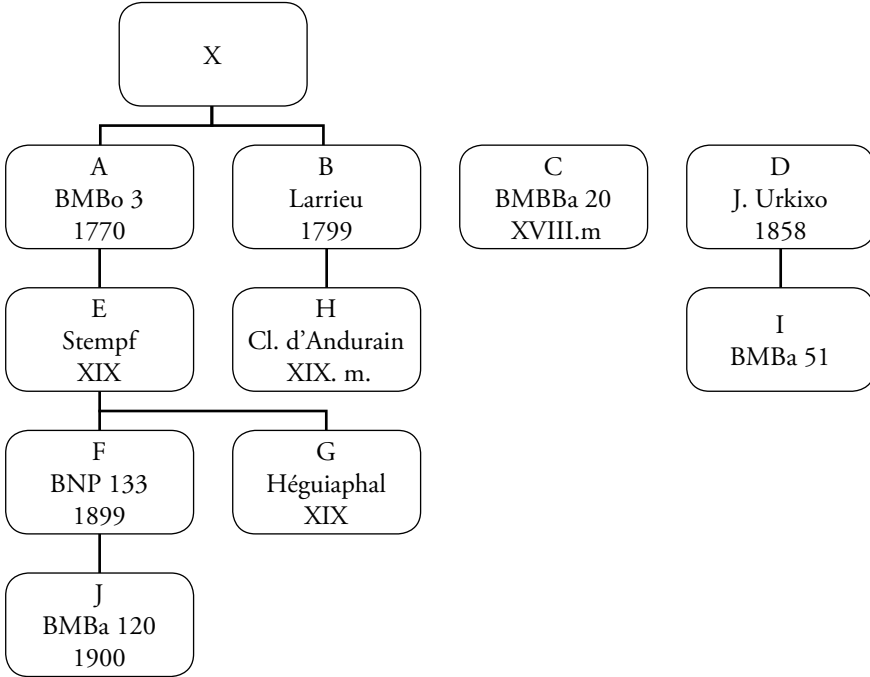 X
A
BMBo 3
1770
B
Larrieu
1799
C
BMBBa 20
XVIII.m
D
J. Urkixo
1858
E
Stempf
XIX
H
Cl. d’Andurain
XIX. m.
I
BMBa 51
F
BNP 133
1899
G
Héguiaphal
XIX
J
BMBa 120
1900